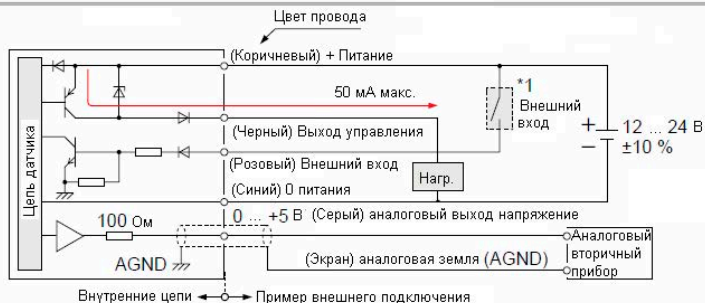 Цвет провода
(Коричневый) + Питание
50 мА макс.
*1
Внешний
вход
(Черный) Выход управления
+
−
12 ... 24 В
±10 %
(Розовый) Внешний вход
Нагр.
(Синий) 0 питания
Цепь датчика
100 Ом
0 ... +5 В (Серый) аналоговый выход напряжение
AGND
(Экран) аналоговая земля (AGND)
Аналоговый
вторичный
прибор
Внутренние цепи
Пример внешнего подключения